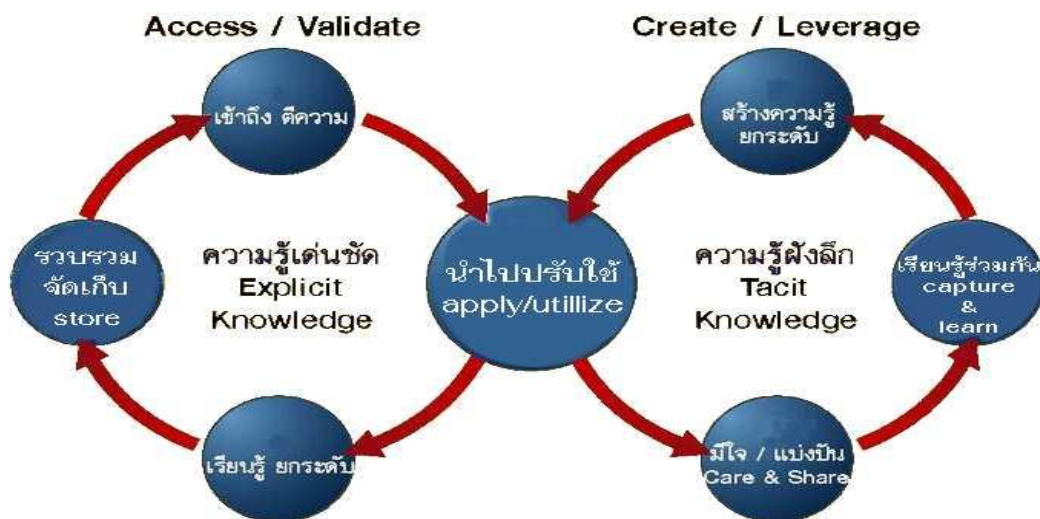 Access / Validate
Create / Leverage
เข้าถึง ตีความ
สร้างความรู้
ยกระดับ
รวบรวม
จัดเก็บ
store
ความรู้เด่นชัด
Explicit
Knowledge
นำไปปรับใช้
apply/utillize
ความรู้ฝังลึก
Tacit
Knowledge
เรียนรู้ร่วมกัน
capture
&
learn
เรียนรู้ ยกระดับ
มีใจ / แบ่งปัน
Care & Share